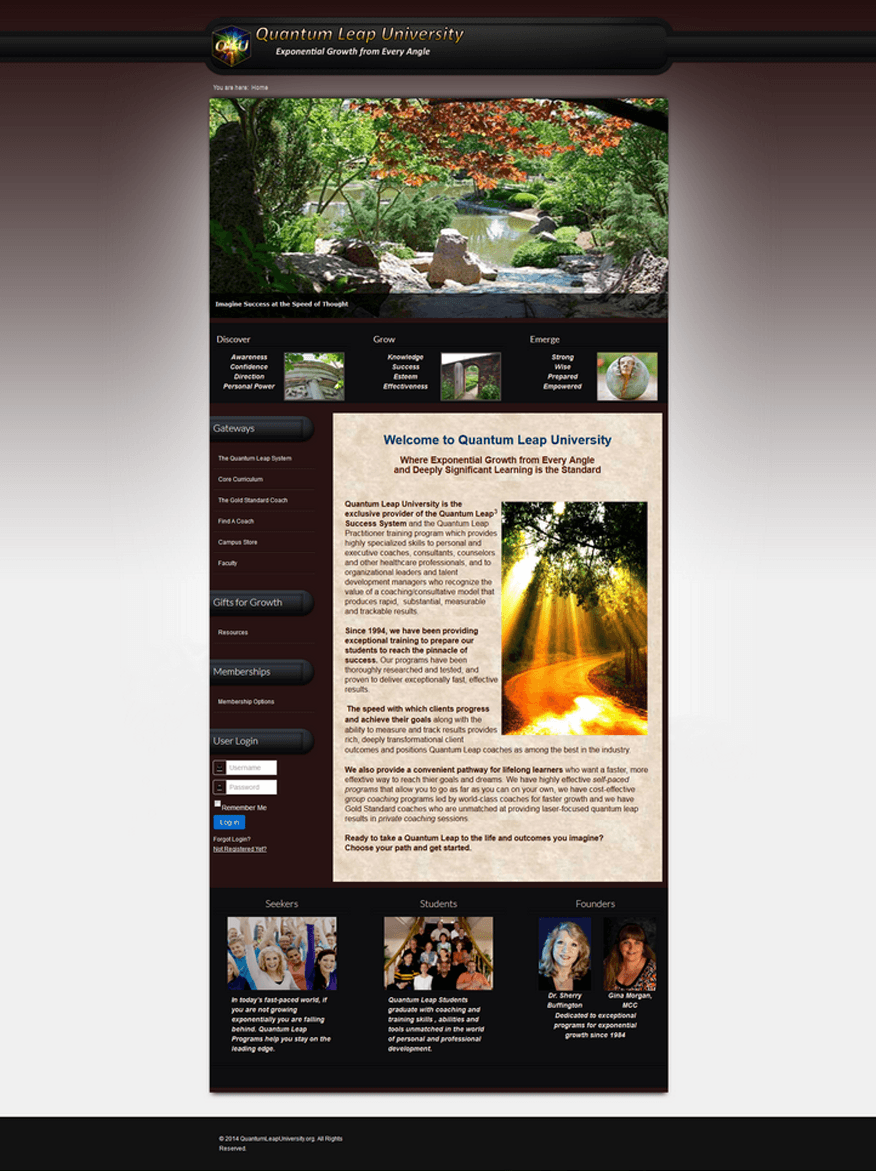 QLU
Quantum Leap University
Exponential Growth from Every Angle
You are here: Home
Imagine Success at the Speed of Thought
Discover
Awareness
Confidence
Direction
Personal Power
Grow
Knowledge
Success
Esteem
Effectiveness
Emerge
Strong
Wise
Prepared
Empowered
Gateways
The Quantum Leap System
Core Curriculum
The Gold Standard Coach
Find A Coach
Campus Store
Faculty
Gifts for Growth
Resources
Memberships
Membership Options
User Login
Username
Password
Remember Me
Log in
Forgot Login?
Not Registered Yet?
Welcome to Quantum Leap University
Where Exponential Growth from Every Angle
and Deeply Significant Learning is the Standard
Quantum Leap University is the
exclusive provider of the Quantum Leap³
Success System and the Quantum Leap
Practitioner training program which provides
highly specialized skills to personal and
executive coaches, consultants, counselors
and other healthcare professionals, and to
organizational leaders and talent
development managers who recognize the
value of a coaching/consultative model that
produces rapid, substantial, measurable
and trackable results.
Since 1994, we have been providing
exceptional training to prepare our
students to reach the pinnacle of
success. Our programs have been
thoroughly researched and tested, and
proven to deliver exceptionally fast, effective
results.
The speed with which clients progress
and achieve their goals along with the
ability to measure and track results provides
rich, deeply transformational client
outcomes and positions Quantum Leap coaches as among the best in the industry.
We also provide a convenient pathway for lifelong learners who want a faster, more
effextive way to reach thier goals and dreams. We have highly effective self-paced
programs that allow you to go as far as you can on your own, we have cost-effective
group coaching programs led by world-class coaches for faster growth and we have
Gold Standard coaches who are unmatched at providing laser-focused quantum leap
results in private coaching sessions.
Ready to take a Quantum Leap to the life and outcomes you imagine?
Choose your path and get started.
Seekers
In today's fast-paced world, if
you are not growing
exponentially you are falling
behind. Quantum Leap
Programs help you stay on the
leading edge.
Students
Quantum Leap Students
graduate with coaching and
training skills , abilities and
tools unmatched in the world
of personal and professional
development.
Founders
Dr. Sherry
Buffington
Gina Morgan,
MCC
Dedicated to exceptional
programs for exponential
growth since 1984
© 2014 QuantumLeapUniversity.org. All Rights
Reserved.